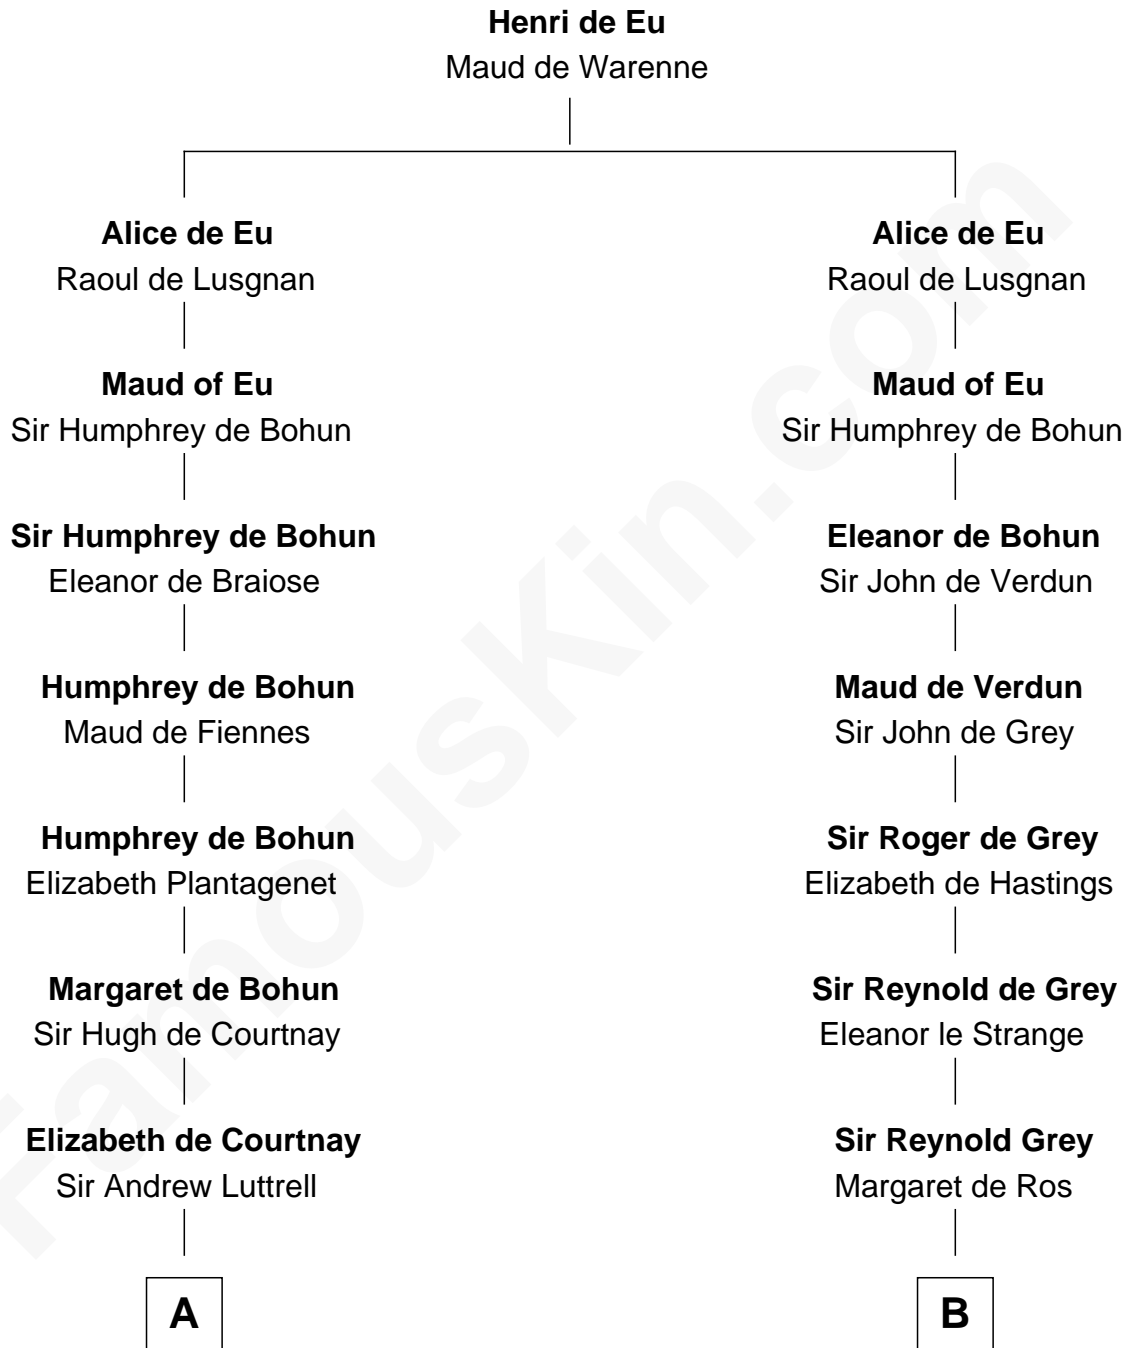 Henri de Eu
Maud de Warenne
Alice de Eu
Raoul de Lusgnan
Maud of Eu
Sir Humphrey de Bohun
Sir Humphrey de Bohun
Eleanor de Braiose
Humphrey de Bohun
Maud de Fiennes
Humphrey de Bohun
Elizabeth Plantagenet
Margaret de Bohun
Sir Hugh de Courtnay
Elizabeth de Courtnay
Sir Andrew Luttrell
A
Alice de Eu
Raoul de Lusgnan
Maud of Eu
Sir Humphrey de Bohun
Eleanor de Bohun
Sir John de Verdun
Maud de Verdun
Sir John de Grey
Sir Roger de Grey
Elizabeth de Hastings
Sir Reynold de Grey
Eleanor le Strange
Sir Reynold Grey
Margaret de Ros
B
FamousKin.com